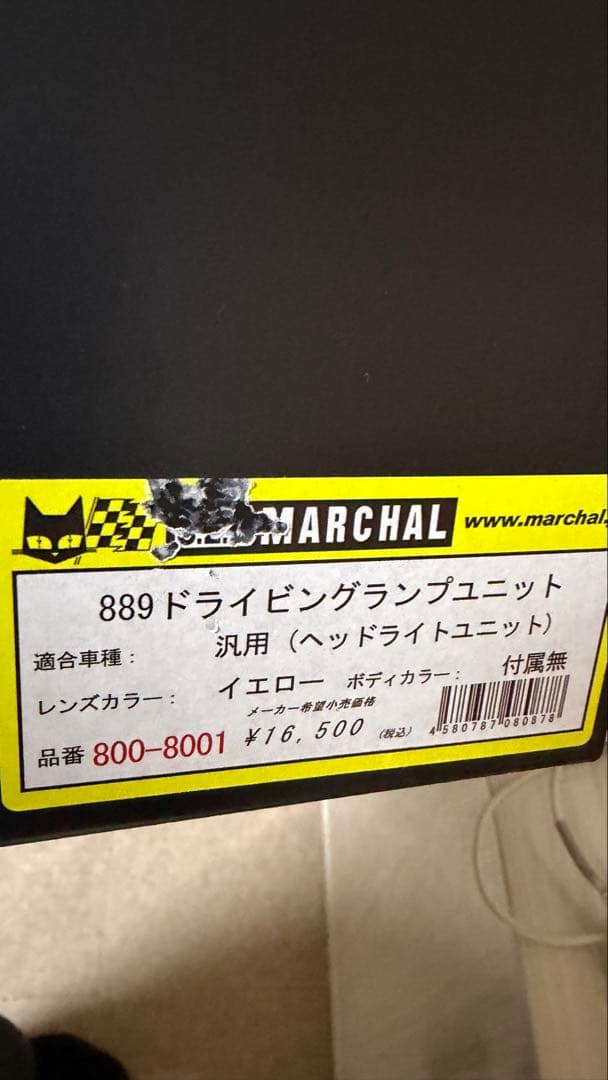 MARCHAL www.marchal.
889ドライビングランプユニット
適合車種： 汎用（ヘッドライトユニット）
レンズカラー： イエロー ボディカラー： 付属無
メーカー希望小売価格
品番 800-8001 ¥16,500 (税込) 4580787080878